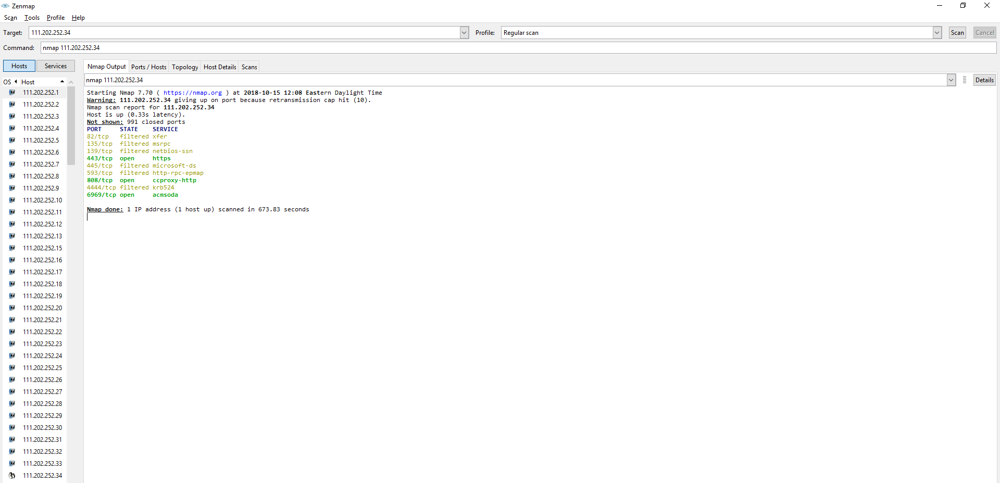 Zenmap
Scan Tools Profile Help
Target: 111.202.252.34 Profile: Regular scan Scan Cancel
Command: nmap 111.202.252.34
Hosts Services
Nmap Output Ports / Hosts Topology Host Details Scans
OS Host
nmap 111.202.252.34 Details
111.202.252.1
111.202.252.2
111.202.252.3
111.202.252.4
111.202.252.5
111.202.252.6
111.202.252.7
111.202.252.8
111.202.252.9
111.202.252.10
111.202.252.11
111.202.252.12
111.202.252.13
111.202.252.15
111.202.252.16
111.202.252.17
111.202.252.18
111.202.252.19
111.202.252.20
111.202.252.21
111.202.252.22
111.202.252.23
111.202.252.24
111.202.252.25
111.202.252.26
111.202.252.27
111.202.252.28
111.202.252.29
111.202.252.30
111.202.252.31
111.202.252.32
111.202.252.33
111.202.252.34
Starting Nmap 7.70 ( https://nmap.org ) at 2018-10-15 12:08 Eastern Daylight Time
Warning: 111.202.252.34 giving up on port because retransmission cap hit (10).
Nmap scan report for 111.202.252.34
Host is up (0.33s latency).
Not shown: 991 closed ports
PORT STATE SERVICE
82/tcp filtered xfer
135/tcp filtered msrpc
139/tcp filtered netbios-ssn
443/tcp open https
445/tcp filtered microsoft-ds
593/tcp filtered http-rpc-epmap
808/tcp open ccproxy-http
4444/tcp filtered krb524
6969/tcp open acmsoda
Nmap done: 1 IP address (1 host up) scanned in 673.83 seconds